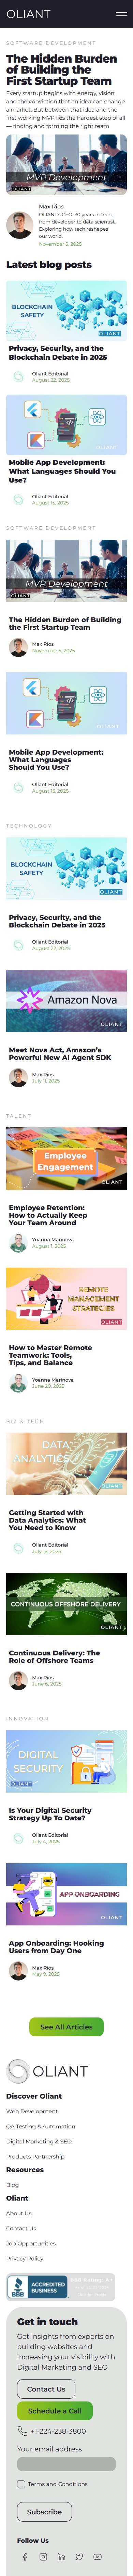 OLIANT
SOFTWARE DEVELOPMENT
The Hidden Burden
of Building the
First Startup Team
Every startup begins with energy, vision,
and the conviction that an idea can change
a market. But between that idea and the
first working MVP lies the hardest step of all
— finding and forming the right team.
MVP Development
OLIANT
Max Rios
OLIANT's CEO. 30 years in tech,
from developer to data scientist.
Exploring how tech reshapes
our world.
November 5, 2025
Latest blog posts
BLOCKCHAIN
SAFETY
OLIANT
Privacy, Security, and the
Blockchain Debate in 2025
Oliant Editorial
August 22, 2025
OLIANT
Mobile App Development:
What Languages Should You
Use?
Oliant Editorial
August 15, 2025
SOFTWARE DEVELOPMENT
MVP Development
OLIANT
The Hidden Burden of Building
the First Startup Team
Max Rios
November 5, 2025
OLIANT
Mobile App Development:
What Languages
Should You Use?
Oliant Editorial
August 15, 2025
TECHNOLOGY
BLOCKCHAIN
SAFETY
OLIANT
Privacy, Security, and the
Blockchain Debate in 2025
Oliant Editorial
August 22, 2025
Amazon Nova
OLIANT
Meet Nova Act, Amazon's
Powerful New AI Agent SDK
Max Rios
July 11, 2025
TALENT
Employee
Engagement
OLIANT
Employee Retention:
How to Actually Keep
Your Team Around
Yoanna Marinova
August 1, 2025
REMOTE
MANAGEMENT
STRATEGIES
OLIANT
How to Master Remote
Teamwork: Tools,
Tips, and Balance
Yoanna Marinova
June 20, 2025
BIZ & TECH
DATA
ANALYTICS
OLIANT
Getting Started with
Data Analytics: What
You Need to Know
Oliant Editorial
July 18, 2025
CONTINUOUS OFFSHORE DELIVERY
OLIANT
Continuous Delivery: The
Role of Offshore Teams
Max Rios
June 6, 2025
INNOVATION
DIGITAL
SECURITY
OLIANT
Is Your Digital Security
Strategy Up To Date?
Oliant Editorial
July 4, 2025
APP ONBOARDING
OLIANT
App Onboarding: Hooking
Users from Day One
Max Rios
May 9, 2025
See All Articles
OLIANT
Discover Oliant
Web Development
QA Testing & Automation
Digital Marketing & SEO
Products Partnership
Resources
Blog
Oliant
About Us
Contact Us
Job Opportunities
Privacy Policy
BBB
ACCREDITED
BUSINESS
BBB Rating: A+
Get in touch
Get insights from experts on
building websites and
increasing your visibility with
Digital Marketing and SEO
Contact Us
Schedule a Call
+1-224-238-3800
Your email address
Terms and Conditions
Subscribe
Follow Us